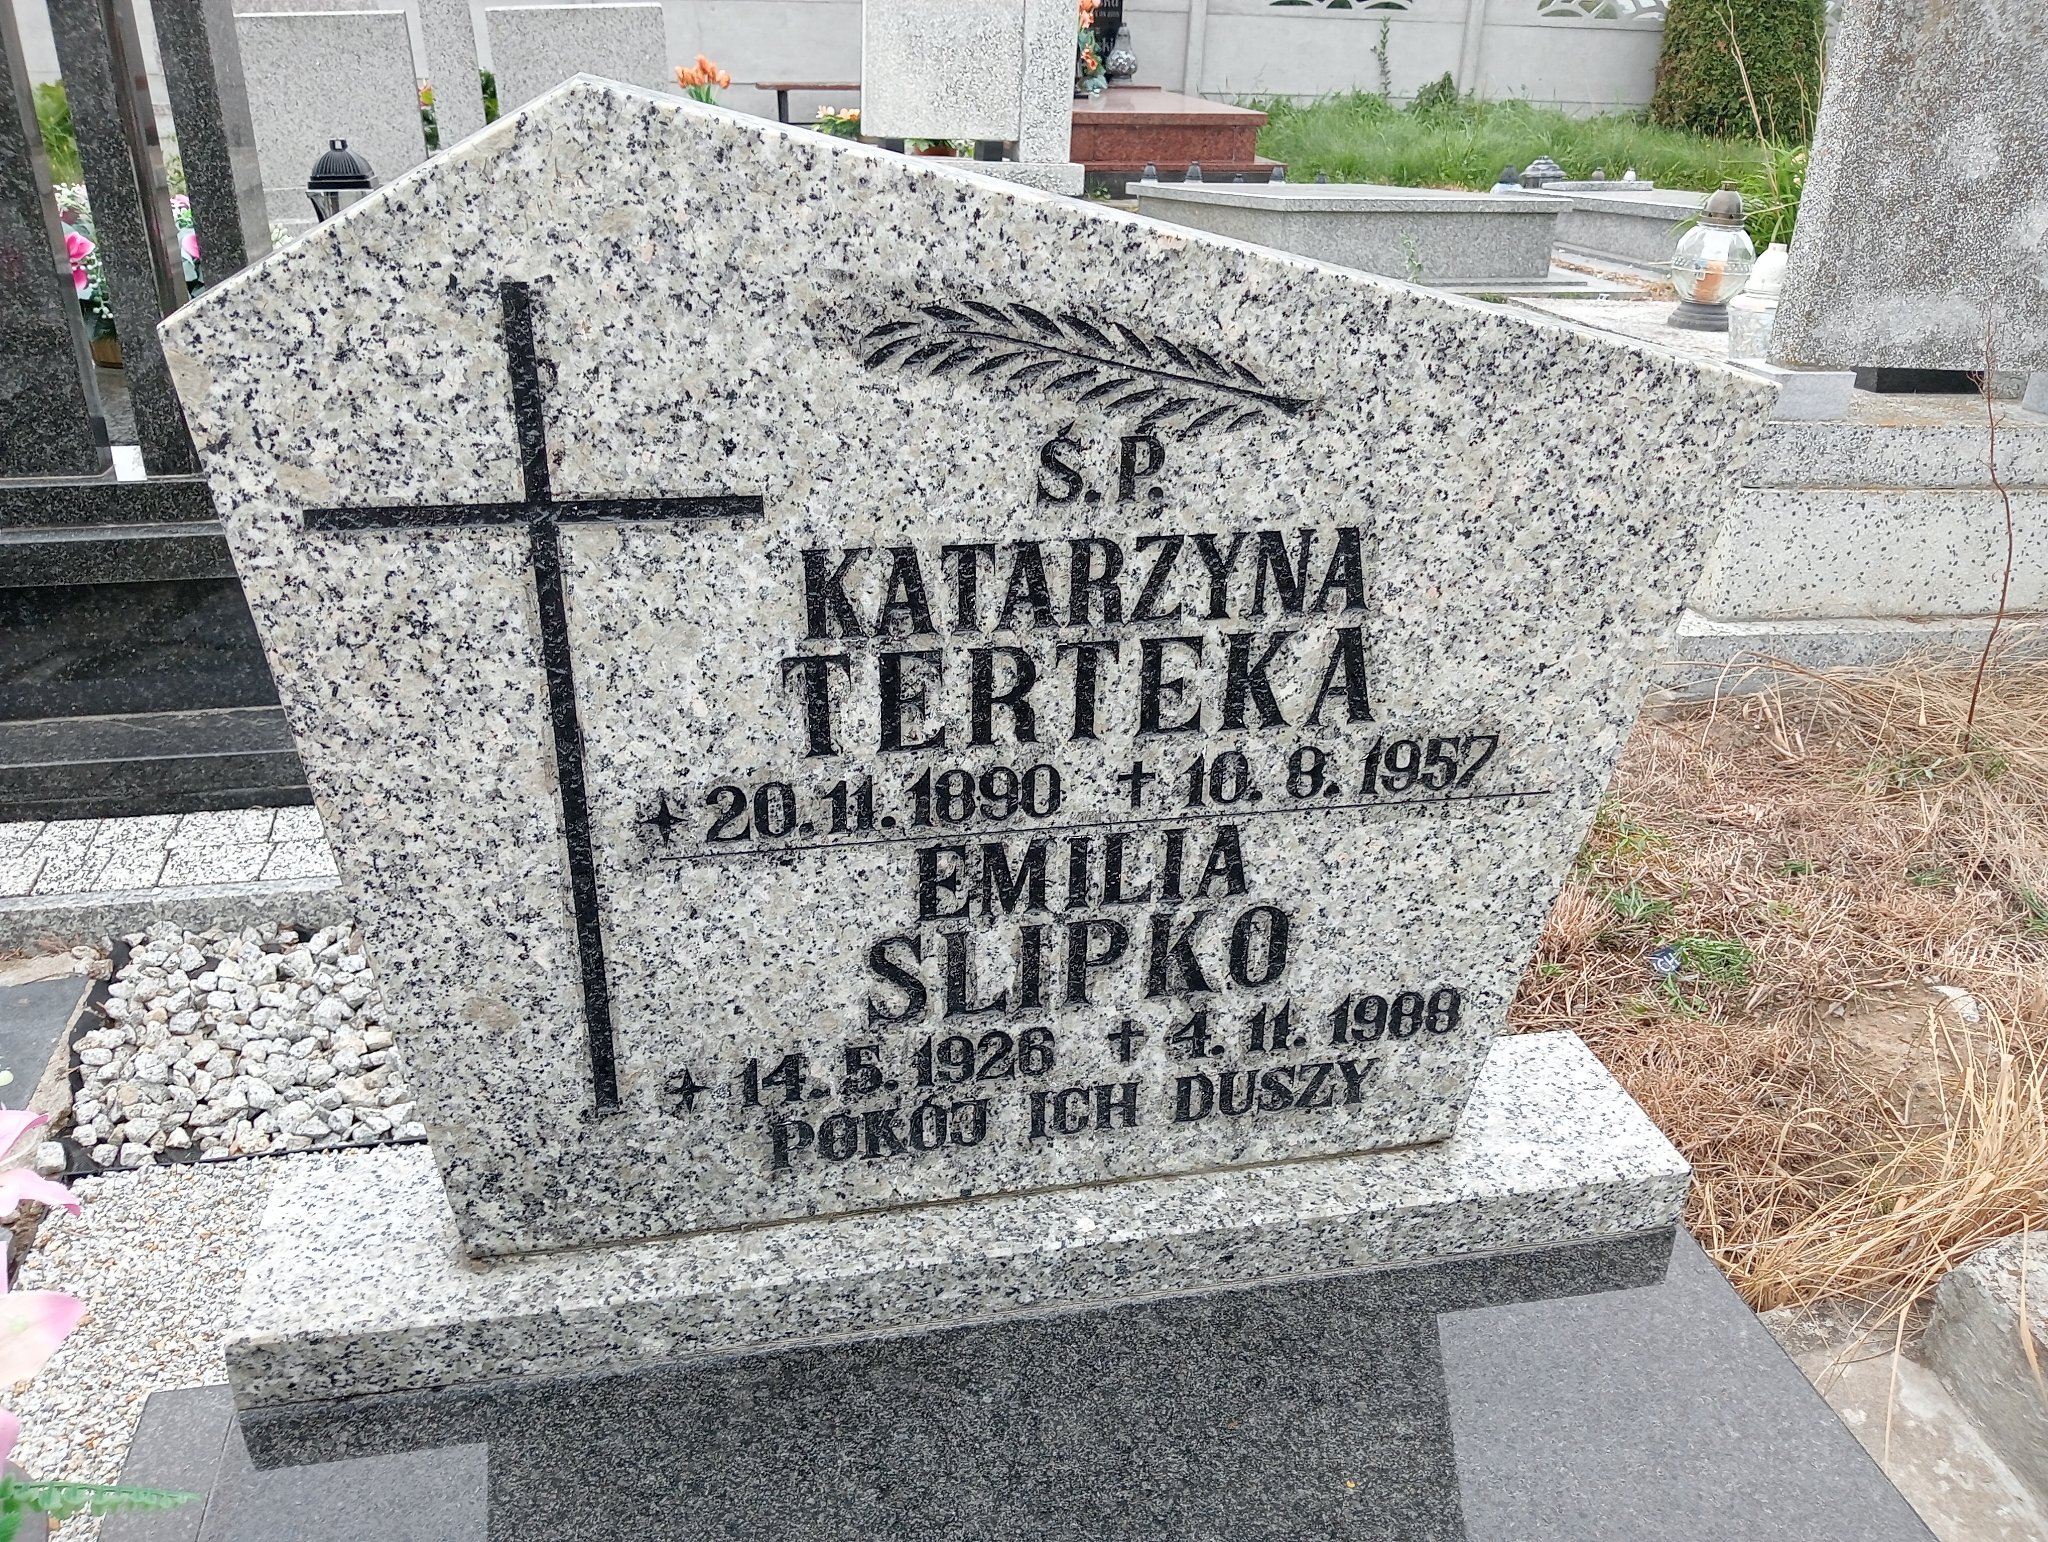 Ś.P.
KATARZYNA
TERTEKA
20.11.1890 + 10.8.1957
EMILIA
SLIPKO
14.5.1926 + 4.11.1988
POKÓJ ICH DUSZY